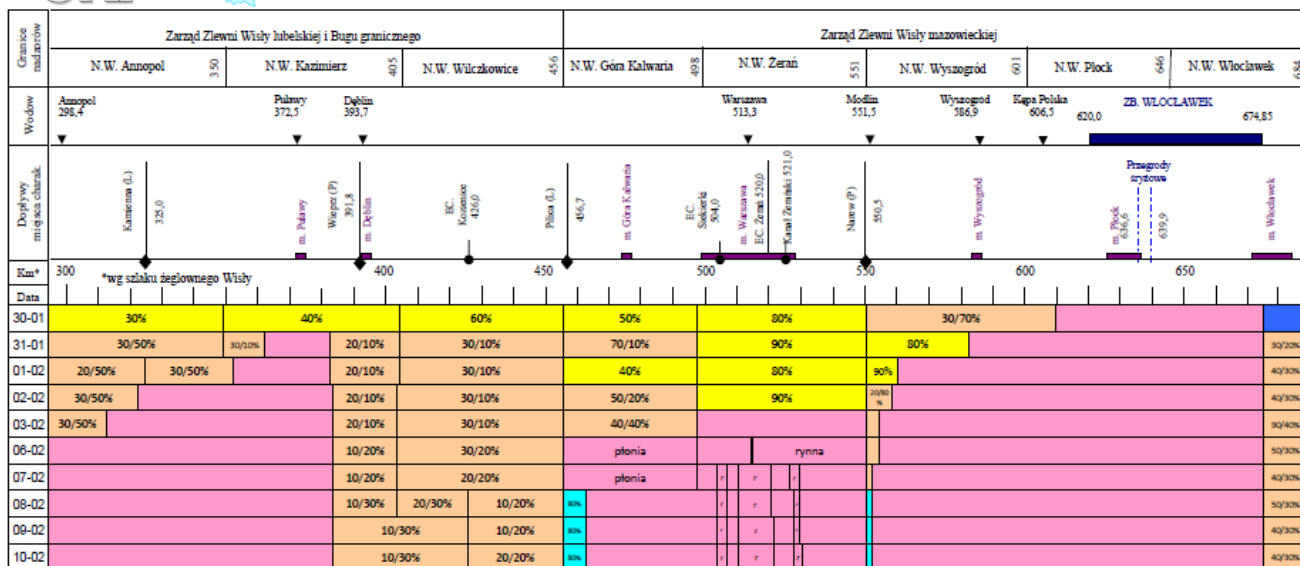 Granice nadzorów
Zarząd Zlewni Wisły lubelskiej i Bugu granicznego
Zarząd Zlewni Wisły mazowieckiej
N.W. Annopol 350 N.W. Kazimierz 405 N.W. Wilczkowice 456 N.W. Góra Kalwaria 498 N.W. Żerań 551 N.W. Wyszogród 601 N.W. Płock 646 N.W. Włocławek 684
Wodow
Annopol 298,4
Puławy 372,5
Dęblin 393,7
Warszawa 513,3
Modlin 551,5
Wyszogród 586,9
Kępa Polska 606,5
ZB. WŁOCŁAWEK
620,0 674,85
Dopływy miejsca charak.
Kamienna (L) 325,0
m. Puławy
Wieprz (P) 391,8
m. Dęblin
EC. Kozienice 426,0
Pilica (L) 456,7
m. Góra Kalwaria
EC. Siekierki 504,0
m. Warszawa
EC. Żerań 520,0
Kanał Żerański 521,0
Narew (P) 550,5
m. Wyszogród
Przegrody śryżowe
m. Płock
636,6
639,9
m. Włocławek
Km* 300 400 450 500 550 600 650
*wg szlaku żeglownego Wisły
Data
30-01 30% 40% 60% 50% 80% 30/70%
31-01 30/50% 30/10% 20/10% 30/10% 70/10% 90% 80% 30/20%
01-02 20/50% 30/50% 20/10% 30/10% 40% 80% 90% 40/30%
02-02 30/50% 20/10% 30/10% 50/20% 90% 20/80% 40/30%
03-02 30/50% 20/10% 30/10% 40/40% 90/40%
06-02 10/20% 30/20% płonia rynna 50/30%
07-02 10/20% 20/20% płonia r r r 40/30%
08-02 10/30% 20/30% 10/20% 80% r r r 50/30%
09-02 10/30% 10/20% 80% r r r 40/30%
10-02 10/30% 20/20% 80% r r r 40/30%